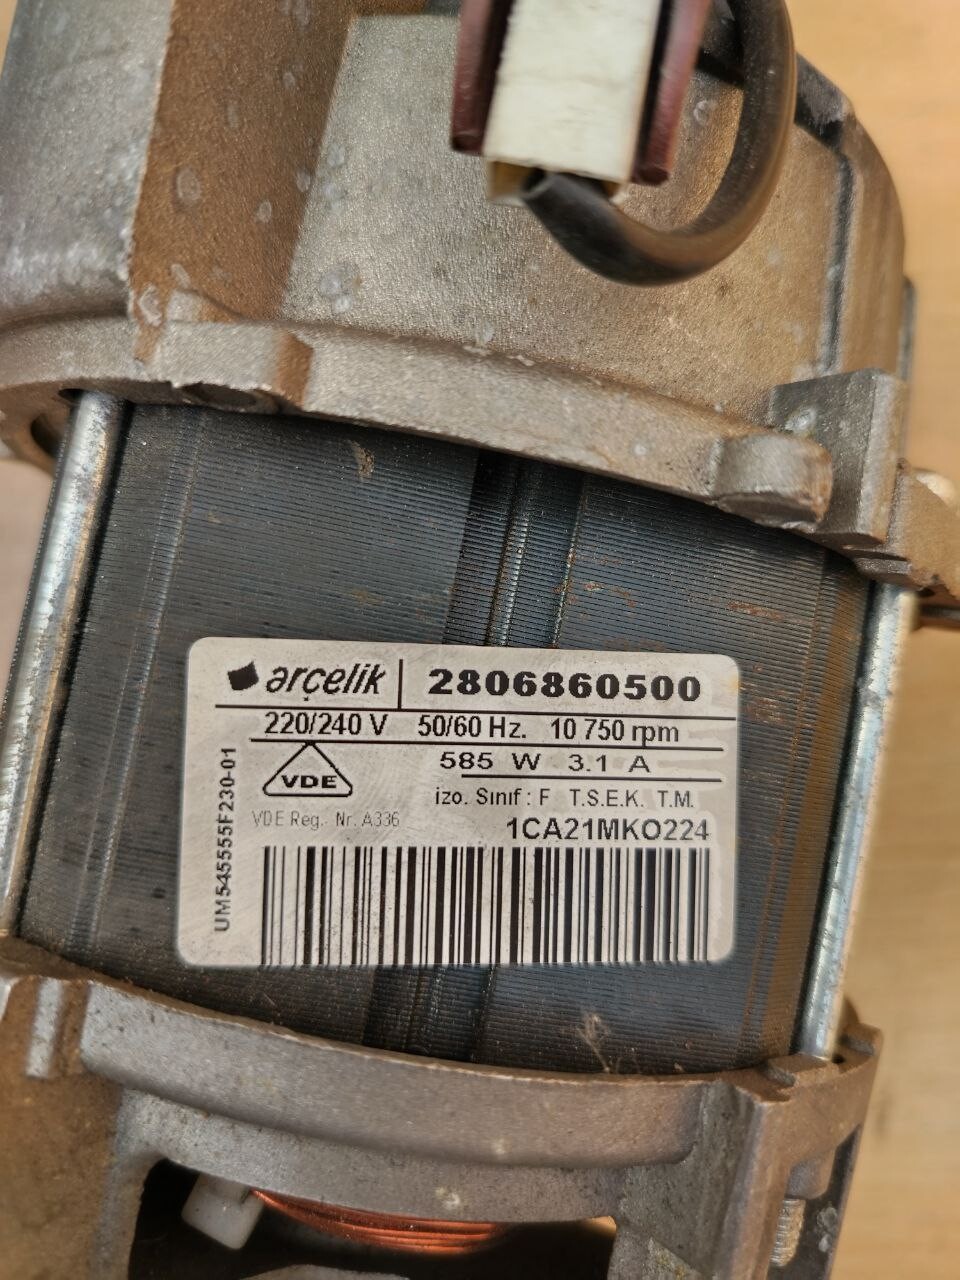 arçelik 2806860500
220/240 V 50/60 Hz. 10 750 rpm
585 W 3.1 A
VDE
izo. Sınıf : F T.S.E.K. T.M.
VDE Reg. Nr. A336
1CA21MKO224
UM545555F230-01